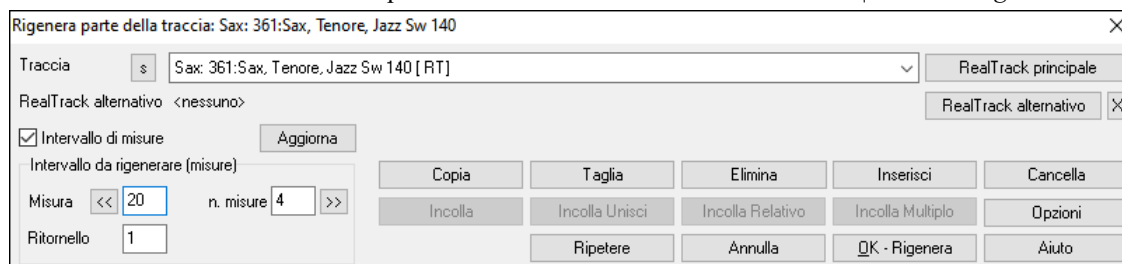 Rigenera parte della traccia: Sax: 361:Sax, Tenore, Jazz Sw 140
Traccia s Sax: 361:Sax, Tenore, Jazz Sw 140 [ RT] RealTrack principale
RealTrack alternativo <nessuno> RealTrack alternativo X
Intervallo di misure Aggiorna
Intervallo da rigenerare (misure)
Copia Taglia Elimina Inserisci Cancella
Misura << 20 n. misure 4 >>
Incolla Incolla Unisci Incolla Relativo Incolla Multiplo Opzioni
Ritornello 1
Ripetere Annulla OK - Rigenera Aiuto